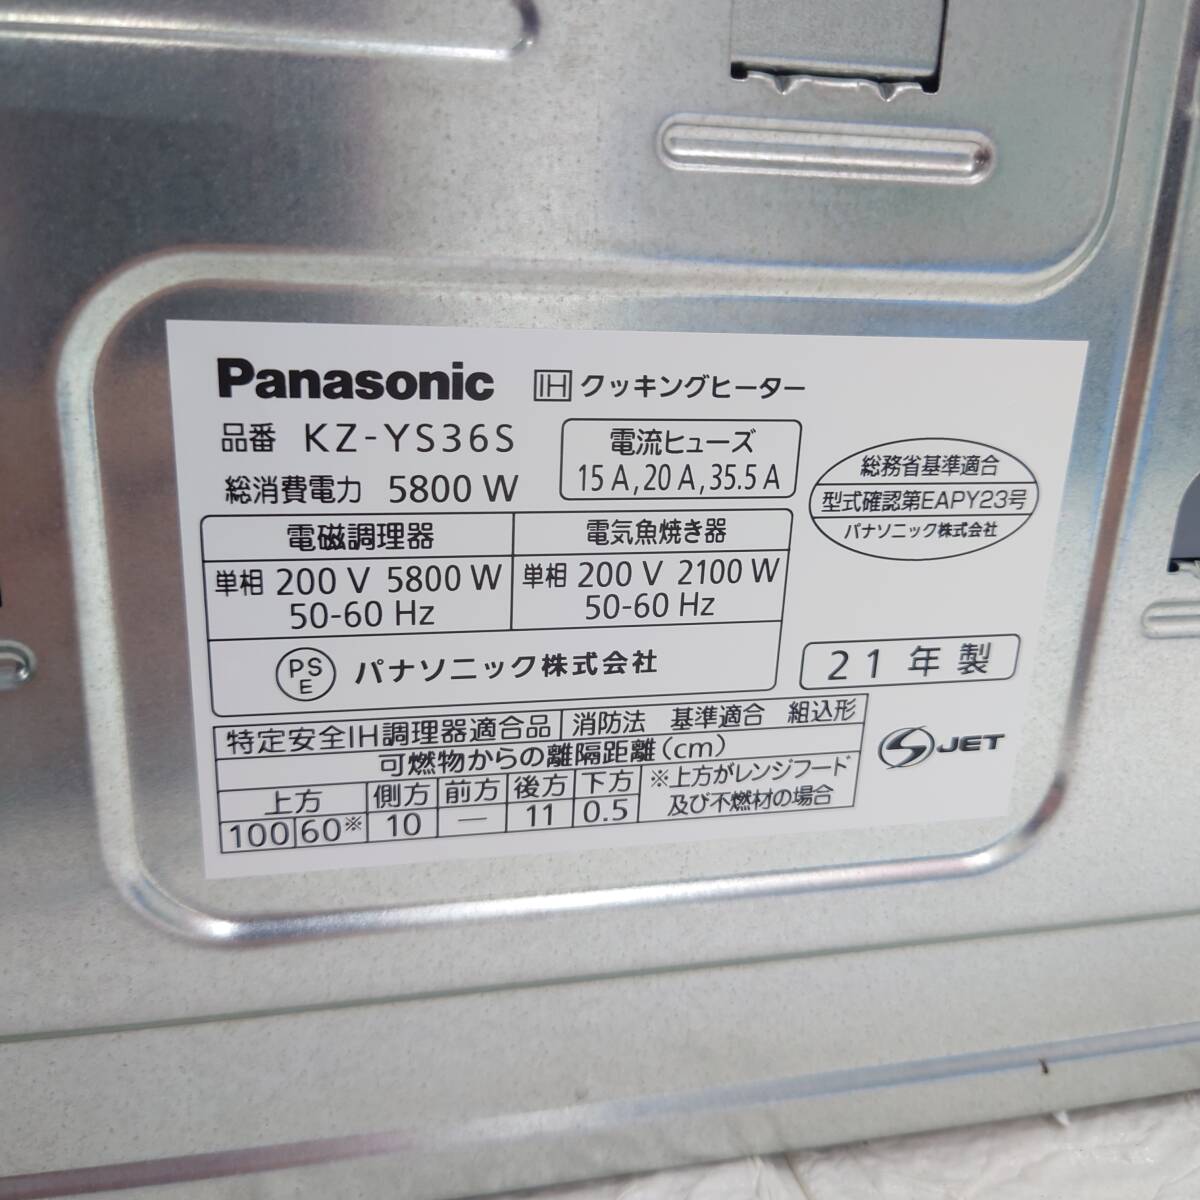 Panasonic IH クッキングヒーター
品番 KZ-YS36S
総消費電力 5800 W
電流ヒューズ
15 A, 20 A, 35.5 A
総務省基準適合
型式確認第EAPY23号
パナソニック株式会社
電磁調理器 電気魚焼き器
単相 200 V 5800 W 単相 200 V 2100 W
50-60 Hz 50-60 Hz
PSE パナソニック株式会社
21年製
特定安全IH調理器適合品 消防法 基準適合 組込形
可燃物からの離隔距離(cm)
上方 側方 前方 後方 下方 ※上方がレンジフード
及び不燃材の場合
100 60※ 10 — 11 0.5
S JET